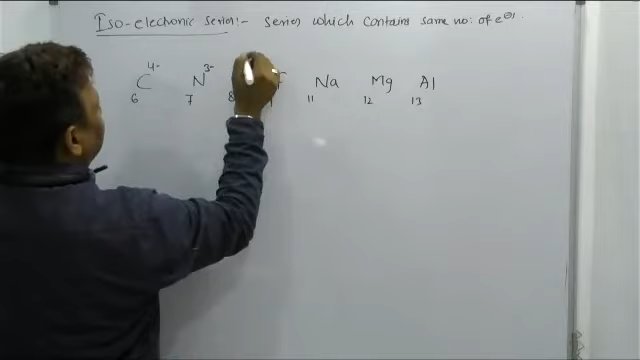 Iso-electronic series:- series which contains same no: of e⊖s.
C⁴⁻ N³⁻ F Na Mg Al
6 7 8 11 12 13